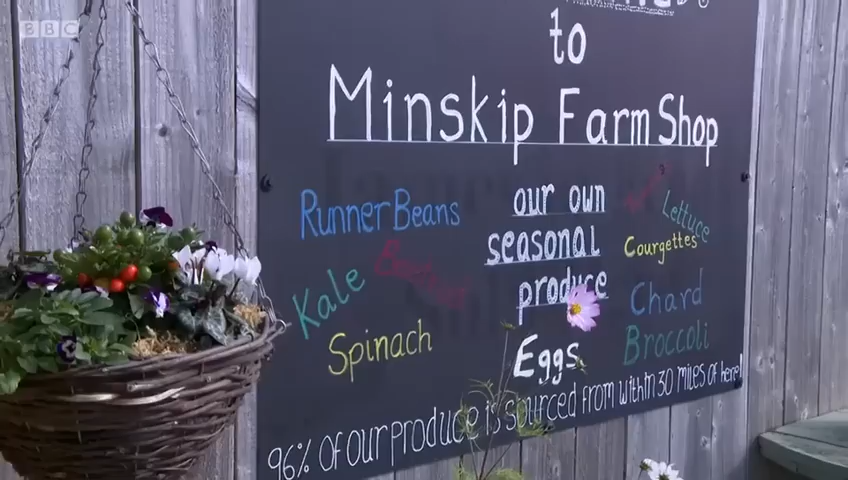 BBC
to
Minskip Farm Shop
our own
seasonal
produce
Eggs
Runner Beans
Beetroot
Kale
Spinach
Lettuce
Courgettes
Chard
Broccoli
96% of our produce is sourced from within 30 miles of here!